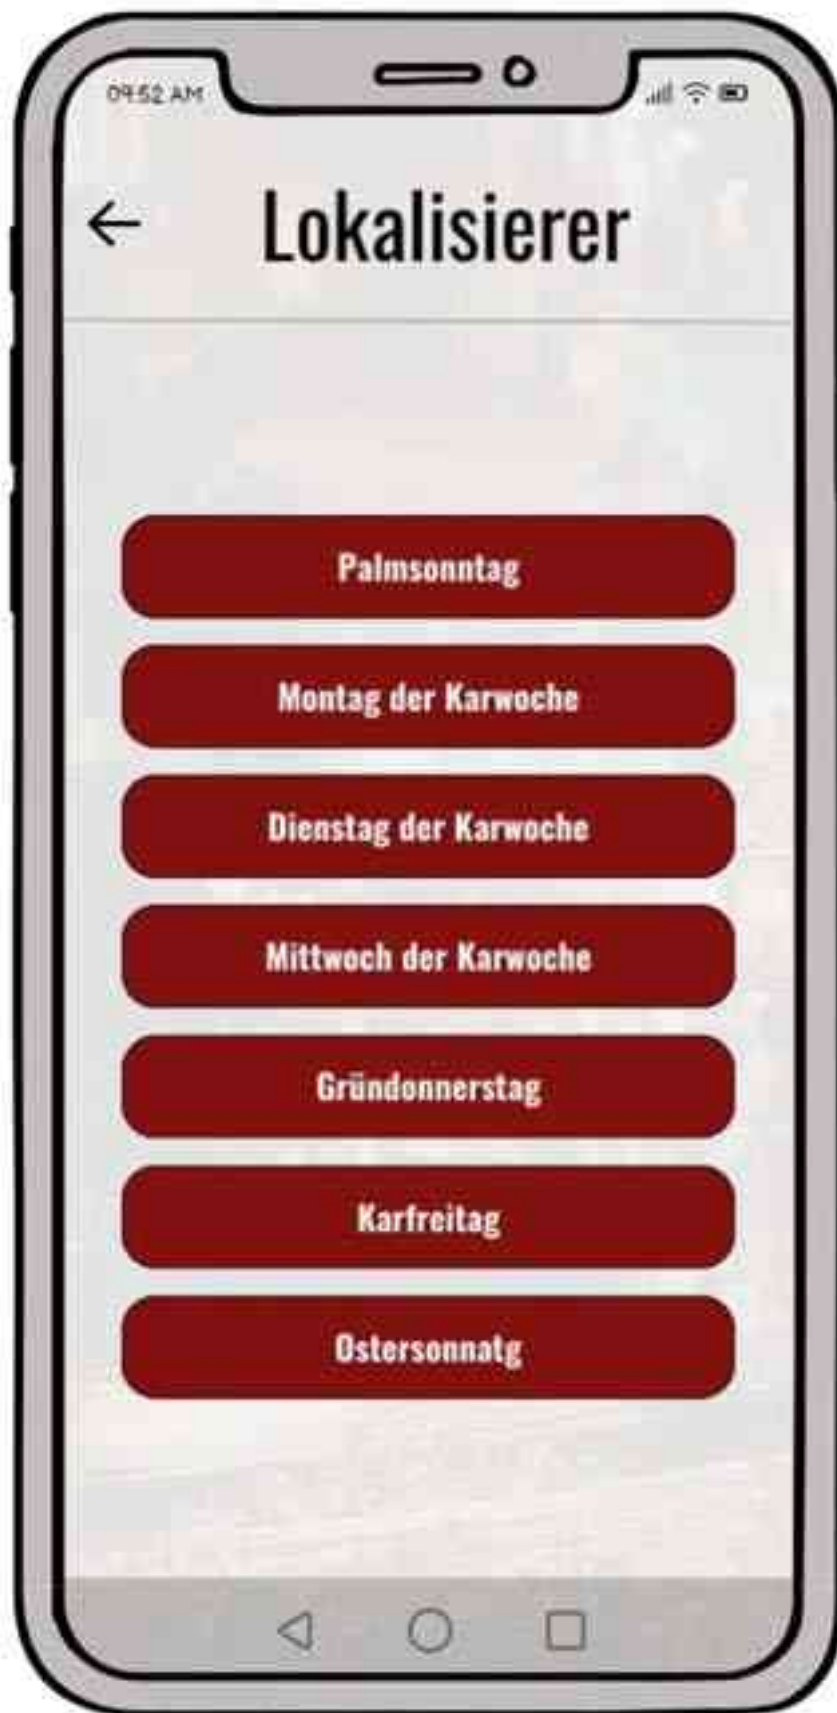 09:52 AM
Lokalisierer
Palmsonntag
Montag der Karwoche
Dienstag der Karwoche
Mittwoch der Karwoche
Gründonnerstag
Karfreitag
Ostersonnatg